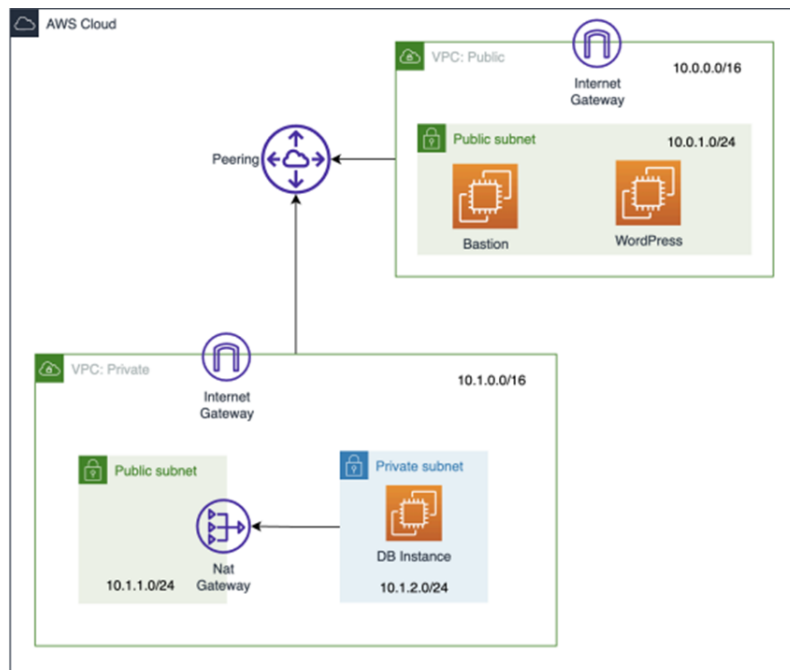 AWS Cloud
VPC: Public
Internet
Gateway
10.0.0.0/16
Peering
Public subnet
10.0.1.0/24
Bastion
WordPress
VPC: Private
Internet
Gateway
10.1.0.0/16
Public subnet
Private subnet
Nat
Gateway
DB Instance
10.1.1.0/24
10.1.2.0/24